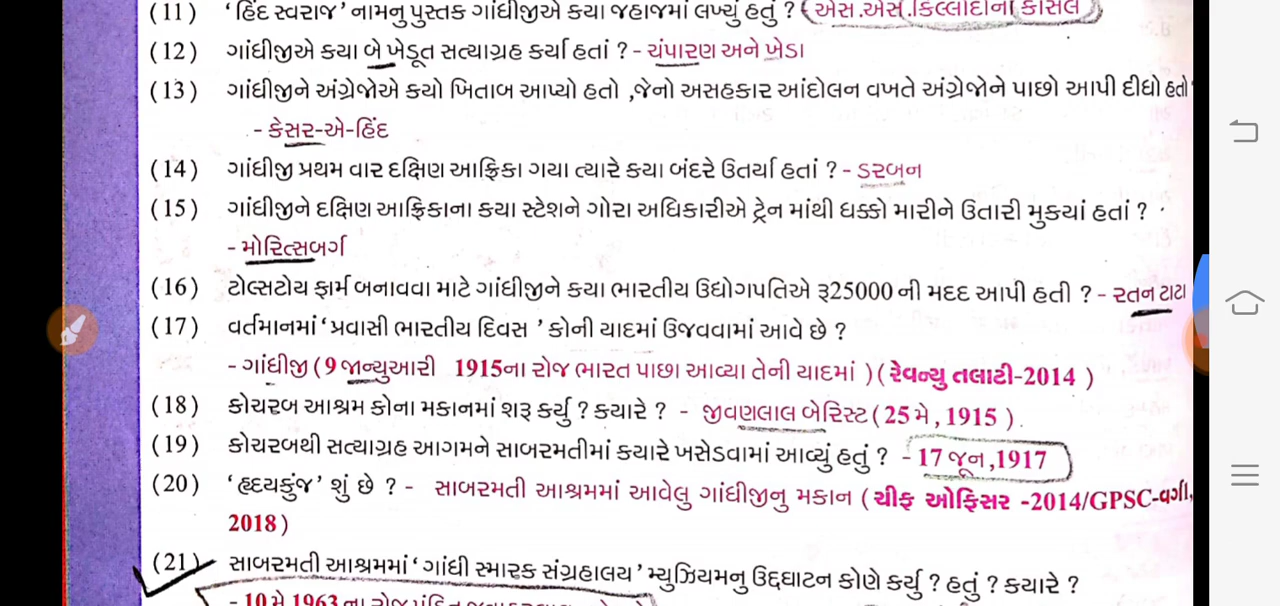 (11) ‘હિંદ સ્વરાજ’ નામનુ પુસ્તક ગાંધીજીએ કયા જહાજમાં લખ્યું હતું ? (એસ.એસ.કિલ્લાદોના કાસલ)
(12) ગાંધીજીએ કયા બે ખેડૂત સત્યાગ્રહ કર્યા હતાં ? - ચંપારણ અને ખેડા
(13) ગાંધીજીને અંગ્રેજોએ કયો ખિતાબ આપ્યો હતો ,જેનો અસહકાર આંદોલન વખતે અંગ્રેજોને પાછો આપી દીધો હતો
- કેસર-એ-હિંદ
(14) ગાંધીજી પ્રથમ વાર દક્ષિણ આફ્રિકા ગયા ત્યારે કયા બંદરે ઉતર્યા હતાં ? - ડરબન
(15) ગાંધીજીને દક્ષિણ આફ્રિકાના કયા સ્ટેશને ગોરા અધિકારીએ ટ્રેન માંથી ધક્કો મારીને ઉતારી મુકયાં હતાં ?
- મોરિત્સબર્ગ
(16) ટોલ્સટોય ફાર્મ બનાવવા માટે ગાંધીજીને કયા ભારતીય ઉદ્યોગપતિએ રૂ25000 ની મદદ આપી હતી ? - રતન ટાટા
(17) વર્તમાનમાં ‘પ્રવાસી ભારતીય દિવસ ’ કોની યાદમાં ઉજવવામાં આવે છે ?
- ગાંધીજી (9 જાન્યુઆરી 1915ના રોજ ભારત પાછા આવ્યા તેની યાદમાં ) ( રેવન્યુ તલાટી-2014 )
(18) કોચરબ આશ્રમ કોના મકાનમાં શરૂ કર્યુ ? કયારે ? - જીવણલાલ બેરિસ્ટ (25 મે , 1915 ).
(19) કોચરબથી સત્યાગ્રહ આગમને સાબરમતીમાં કયારે ખસેડવામાં આવ્યું હતું ? - 17 જૂન ,1917
(20) ‘હૃદયકુંજ’ શું છે ? - સાબરમતી આશ્રમમાં આવેલુ ગાંધીજીનુ મકાન ( ચીફ ઓફિસર -2014/GPSC-વર્ગ,
2018 )
(21) સાબરમતી આશ્રમમાં ‘ ગાંધી સ્મારક સંગ્રહાલય ’ મ્યુઝિયમનુ ઉદ્દઘાટન કોણે કર્યુ ? હતું ? કયારે ?
- 10 મે 1963 ના રોજ